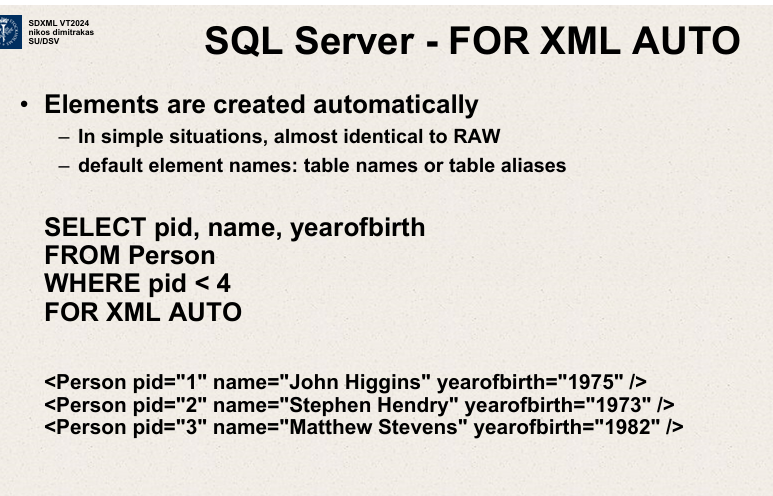 SDXML VT2024
nikos dimitrakas
SU/DSV
SQL Server - FOR XML AUTO
• Elements are created automatically
– In simple situations, almost identical to RAW
– default element names: table names or table aliases
SELECT pid, name, yearofbirth
FROM Person
WHERE pid < 4
FOR XML AUTO
<Person pid="1" name="John Higgins" yearofbirth="1975" />
<Person pid="2" name="Stephen Hendry" yearofbirth="1973" />
<Person pid="3" name="Matthew Stevens" yearofbirth="1982" />